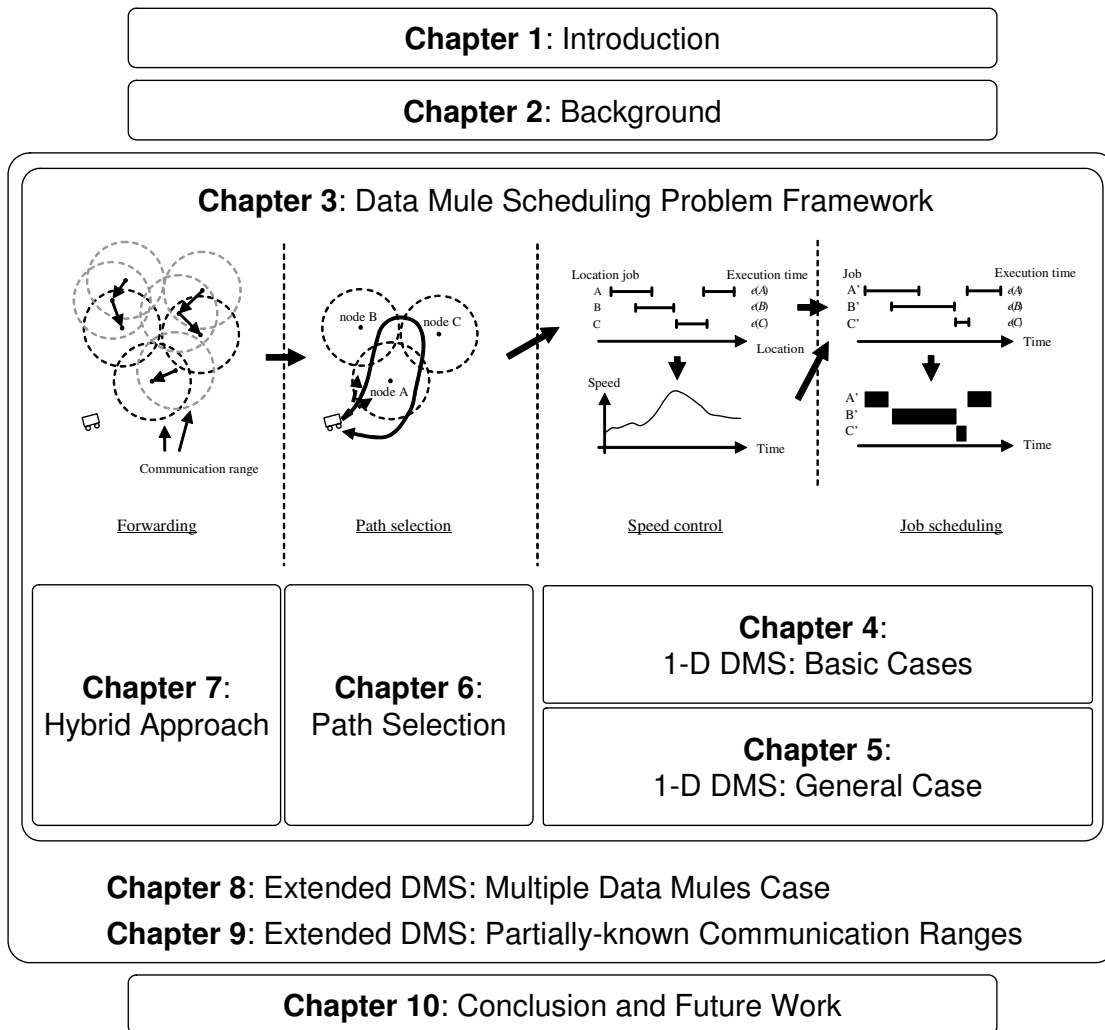 Chapter 1: Introduction
Chapter 2: Background
Chapter 3: Data Mule Scheduling Problem Framework
Communication range
Forwarding
node B
node C
node A
Path selection
Location job
Execution time
A
e(A)
B
e(B)
C
e(C)
Location
Speed
Time
Speed control
Job
Execution time
A'
e(A)
B'
e(B)
C'
e(C)
Time
A'
B'
C'
Time
Job scheduling
Chapter 7:
Hybrid Approach
Chapter 6:
Path Selection
Chapter 4:
1-D DMS: Basic Cases
Chapter 5:
1-D DMS: General Case
Chapter 8: Extended DMS: Multiple Data Mules Case
Chapter 9: Extended DMS: Partially-known Communication Ranges
Chapter 10: Conclusion and Future Work